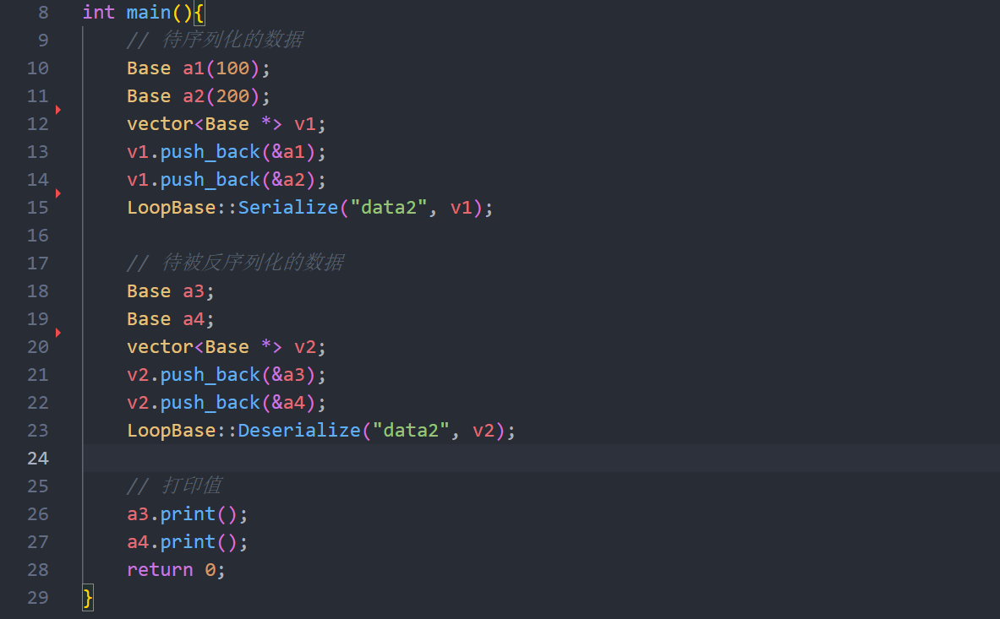 8 int main(){
9     // 待序列化的数据
10     Base a1(100);
11     Base a2(200);
12     vector<Base *> v1;
13     v1.push_back(&a1);
14     v1.push_back(&a2);
15     LoopBase::Serialize("data2", v1);
16
17     // 待被反序列化的数据
18     Base a3;
19     Base a4;
20     vector<Base *> v2;
21     v2.push_back(&a3);
22     v2.push_back(&a4);
23     LoopBase::Deserialize("data2", v2);
24
25     // 打印值
26     a3.print();
27     a4.print();
28     return 0;
29 }